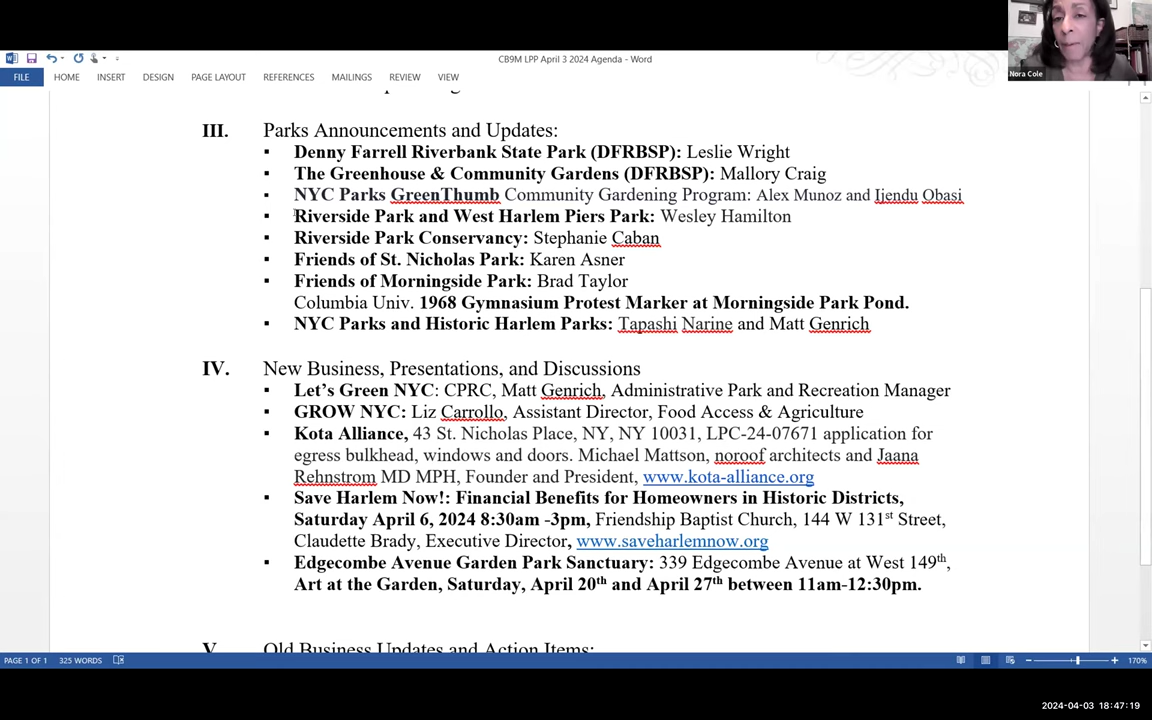 Nora Cole
CB9M LPP April 3 2024 Agenda - Word
FILE HOME INSERT DESIGN PAGE LAYOUT REFERENCES MAILINGS REVIEW VIEW
III. Parks Announcements and Updates:
▪ Denny Farrell Riverbank State Park (DFRBSP): Leslie Wright
▪ The Greenhouse & Community Gardens (DFRBSP): Mallory Craig
▪ NYC Parks GreenThumb Community Gardening Program: Alex Munoz and Ijendu Obasi
▪ Riverside Park and West Harlem Piers Park: Wesley Hamilton
▪ Riverside Park Conservancy: Stephanie Caban
▪ Friends of St. Nicholas Park: Karen Asner
▪ Friends of Morningside Park: Brad Taylor
Columbia Univ. 1968 Gymnasium Protest Marker at Morningside Park Pond.
▪ NYC Parks and Historic Harlem Parks: Tapashi Narine and Matt Genrich
IV. New Business, Presentations, and Discussions
▪ Let's Green NYC: CPRC, Matt Genrich, Administrative Park and Recreation Manager
▪ GROW NYC: Liz Carrollo, Assistant Director, Food Access & Agriculture
▪ Kota Alliance, 43 St. Nicholas Place, NY, NY 10031, LPC-24-07671 application for
egress bulkhead, windows and doors. Michael Mattson, noroof architects and Jaana
Rehnstrom MD MPH, Founder and President, www.kota-alliance.org
▪ Save Harlem Now!: Financial Benefits for Homeowners in Historic Districts,
Saturday April 6, 2024 8:30am -3pm, Friendship Baptist Church, 144 W 131st Street,
Claudette Brady, Executive Director, www.saveharlemnow.org
▪ Edgecombe Avenue Garden Park Sanctuary: 339 Edgecombe Avenue at West 149th,
Art at the Garden, Saturday, April 20th and April 27th between 11am-12:30pm.
V. Old Business Updates and Action Items:
PAGE 1 OF 1 325 WORDS 170%
2024-04-03 18:47:19